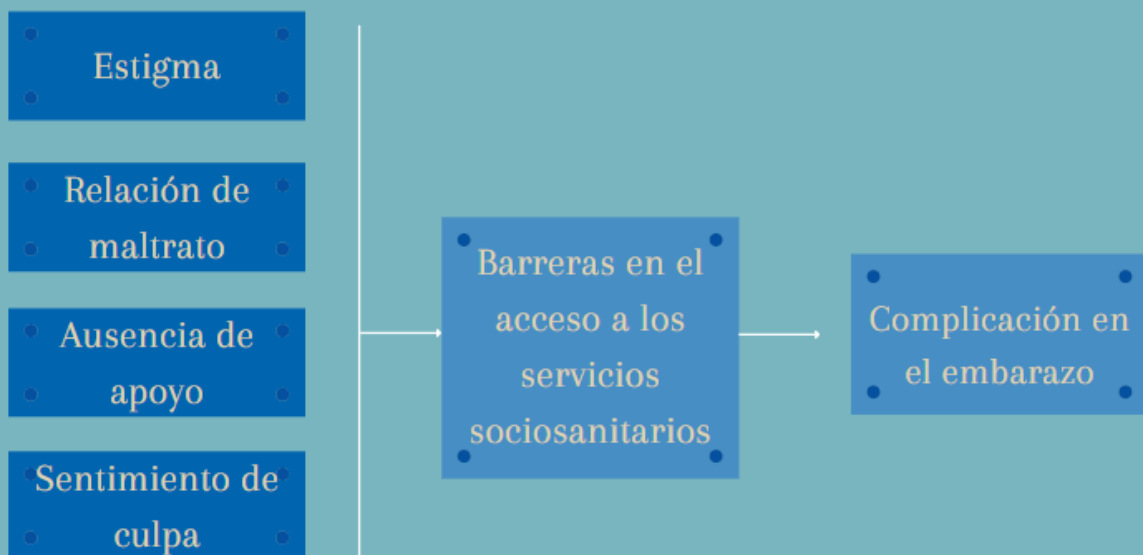 Estigma
Relación de
maltrato
Ausencia de
apoyo
Sentimiento de
culpa
Barreras en el
acceso a los
servicios
sociosanitarios
Complicación en
el embarazo